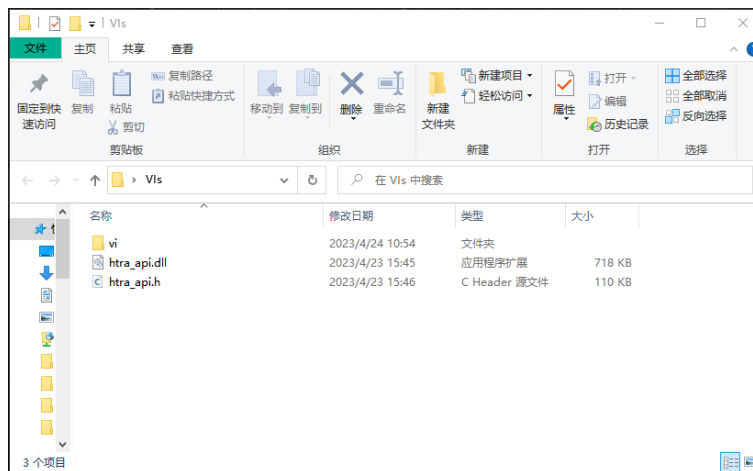 VIs
文件 主页 共享 查看
固定到快速访问
复制
粘贴
复制路径
粘贴快捷方式
剪切
剪贴板
移动到 复制到
删除 重命名
组织
新建文件夹
新建项目
轻松访问
新建
属性
打开
编辑
历史记录
打开
全部选择
全部取消
反向选择
选择
VIs
在 VIs 中搜索
名称 修改日期 类型 大小
vi 2023/4/24 10:54 文件夹
htra_api.dll 2023/4/23 15:45 应用程序扩展 718 KB
htra_api.h 2023/4/23 15:46 C Header 源文件 110 KB
3 个项目